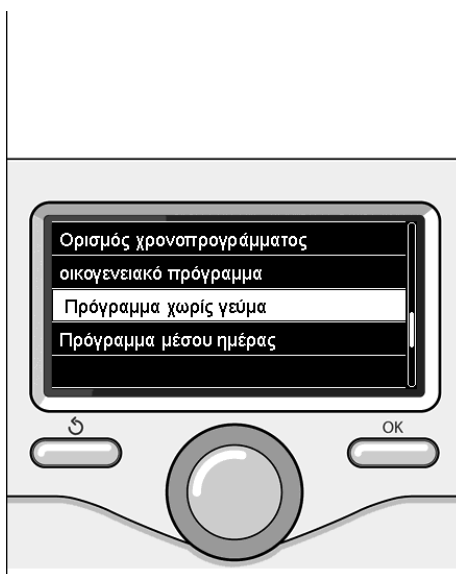 Ορισμός χρονοπρογράμματος
οικογενειακό πρόγραμμα
Πρόγραμμα χωρίς γεύμα
Πρόγραμμα μέσου ημέρας
OK